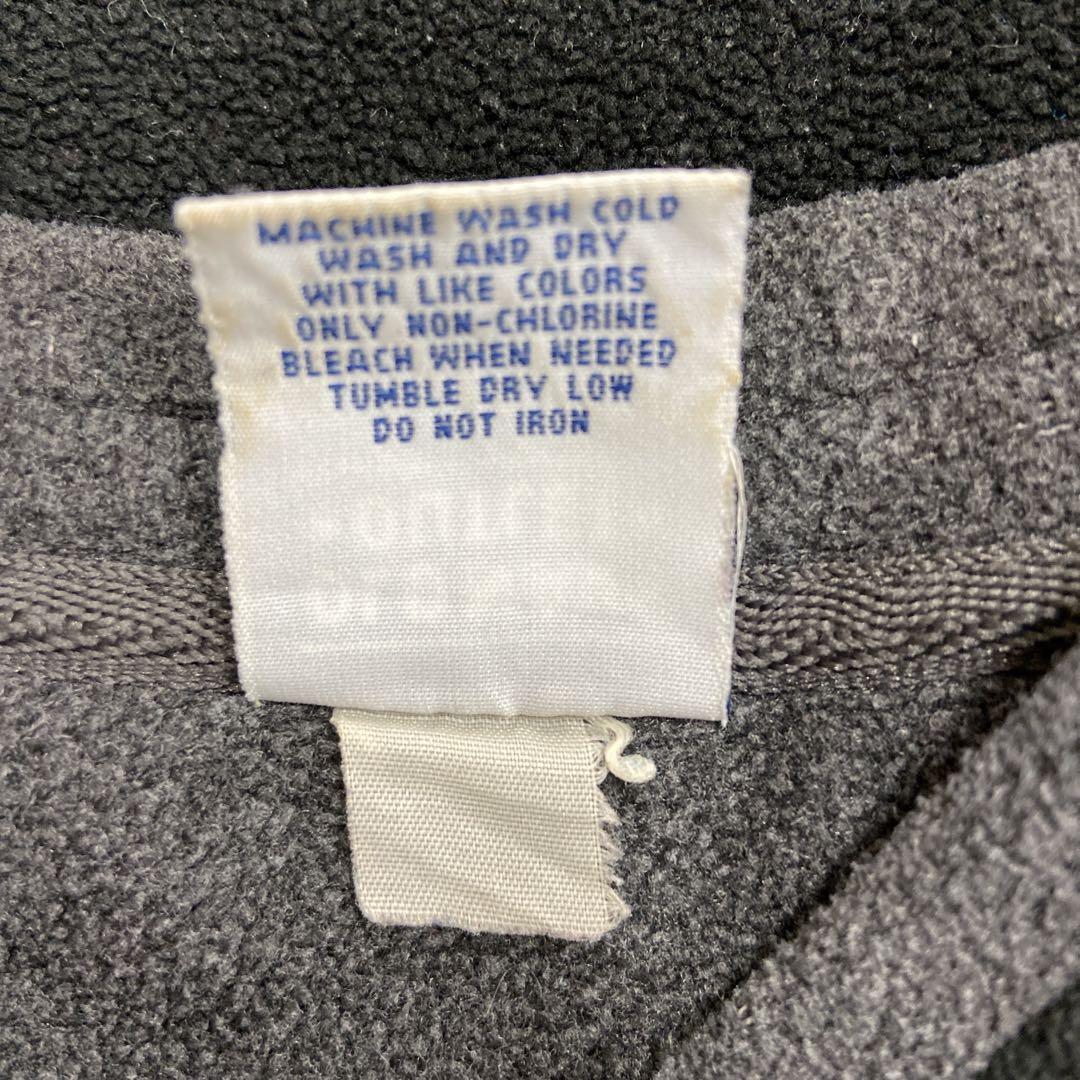 MACHINE WASH COLD
WASH AND DRY
WITH LIKE COLORS
ONLY NON-CHLORINE
BLEACH WHEN NEEDED
TUMBLE DRY LOW
DO NOT IRON